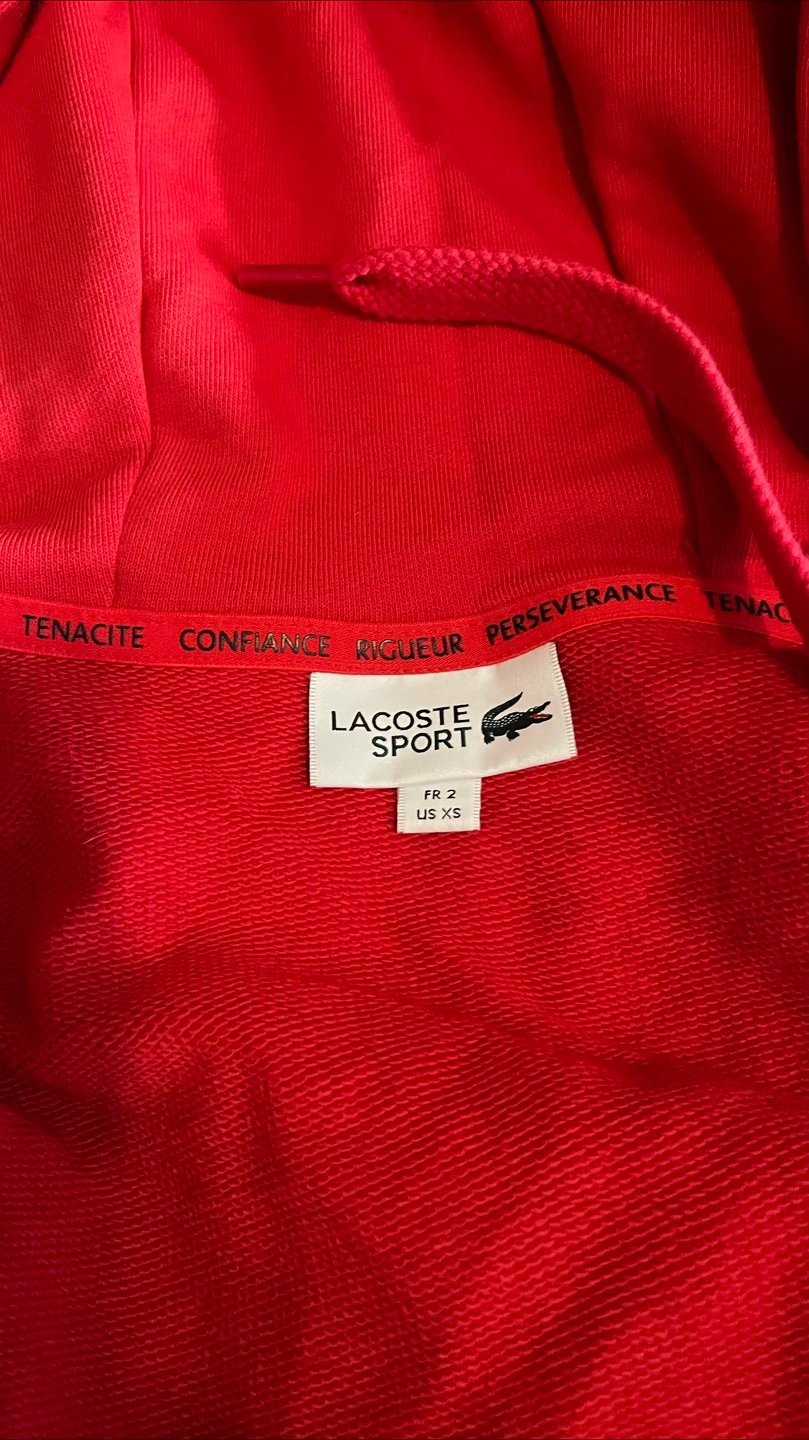 TENACITE CONFIANCE RIGUEUR PERSEVERANCE TENAC
LACOSTE
SPORT
FR 2
US XS